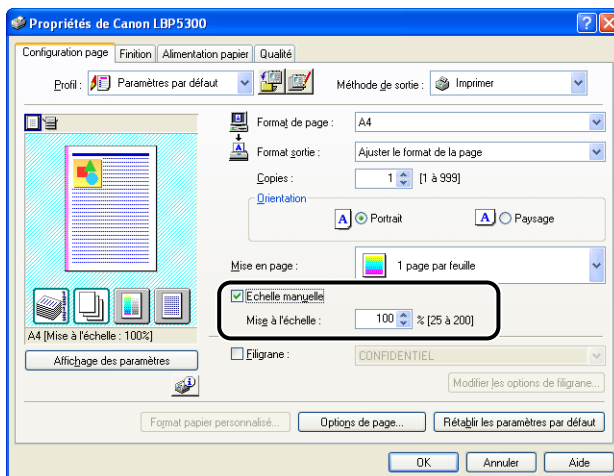 Propriétés de Canon LBP5300
Configuration page Finition Alimentation papier Qualité
Profil : Paramètres par défaut Méthode de sortie : Imprimer
Format de page : A4
Format sortie : Ajuster le format de la page
Copies : 1 [1 à 999]
Orientation
A Portrait A Paysage
Mise en page : 1 page par feuille
Echelle manuelle
Mise à l'échelle : 100 % [25 à 200]
A4 [Mise à l'échelle : 100%]
Affichage des paramètres
Filigrane : CONFIDENTIEL
Modifier les options de filigrane...
Format papier personnalisé... Options de page... Rétablir les paramètres par défaut
OK Annuler Aide